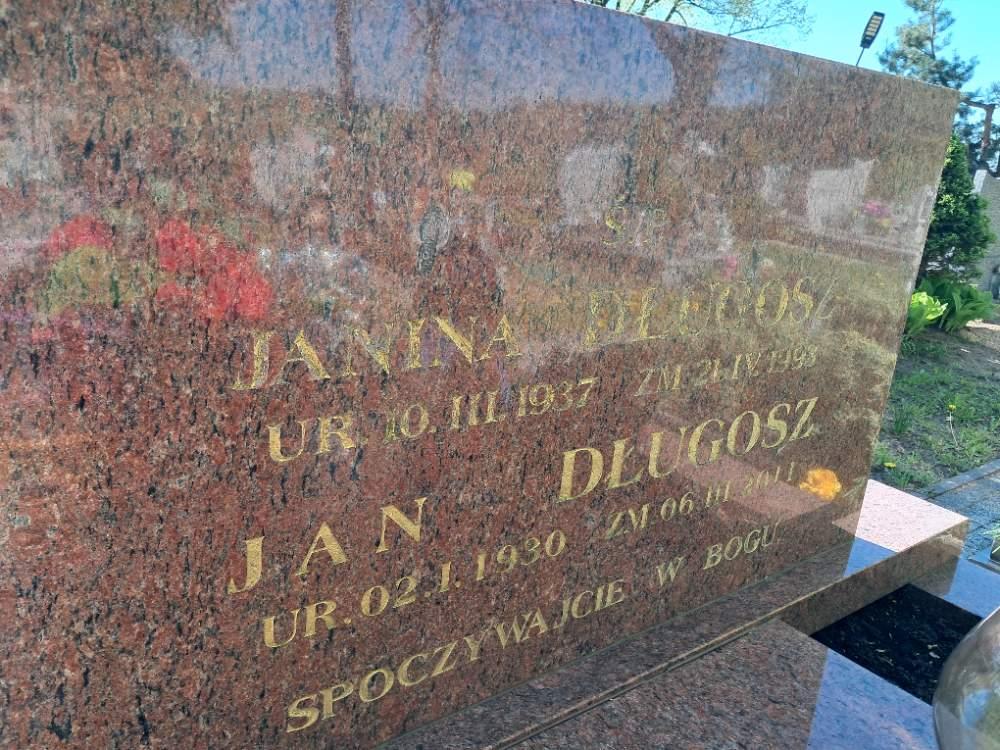 Ś.P.
JANINA DŁUGOSZ
UR. 10. III. 1937 ZM. 21. IV. 1993
JAN DŁUGOSZ
UR. 02. I. 1930 ZM. 06. III. 2011
SPOCZYWAJCIE W BOGU